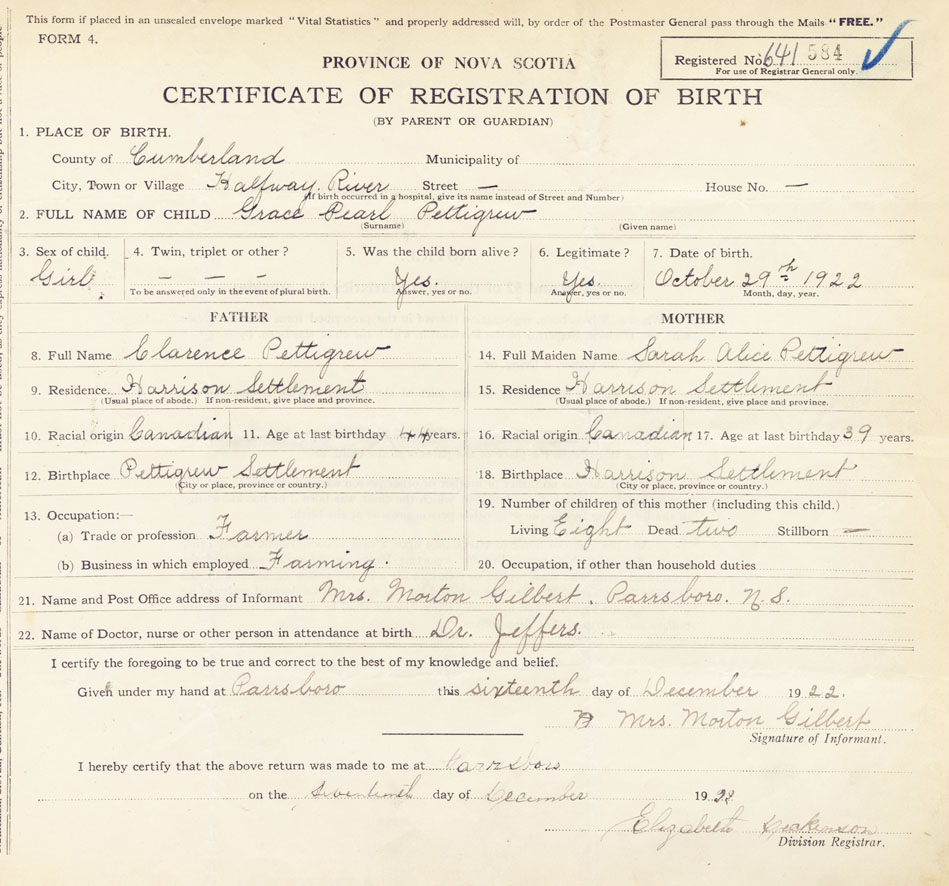 This form if placed in an unsealed envelope marked "Vital Statistics" and properly addressed will, by order of the Postmaster General pass through the Mails "FREE."
FORM 4.
Registered No. 641 584
For use of Registrar General only.
PROVINCE OF NOVA SCOTIA
CERTIFICATE OF REGISTRATION OF BIRTH
(BY PARENT OR GUARDIAN)
1. PLACE OF BIRTH.
County of Cumberland Municipality of
City, Town or Village Halfway River Street — House No. —
(If birth occurred in a hospital, give its name instead of Street and Number)
2. FULL NAME OF CHILD Grace Pearl Pettigrew
(Surname) (Given name)
3. Sex of child. 4. Twin, triplet or other? 5. Was the child born alive? 6. Legitimate? 7. Date of birth.
Girl — — — Yes. Yes. October 29th 1922
To be answered only in the event of plural birth. Answer, yes or no. Answer, yes or no. Month, day, year.
FATHER MOTHER
8. Full Name Clarence Pettigrew 14. Full Maiden Name Sarah Alice Pettigrew
9. Residence Harrison Settlement 15. Residence Harrison Settlement
(Usual place of abode.) If non-resident, give place and province. (Usual place of abode.) If non-resident, give place and province.
10. Racial origin Canadian 11. Age at last birthday 44 years. 16. Racial origin Canadian 17. Age at last birthday 39 years.
12. Birthplace Pettigrew Settlement 18. Birthplace Harrison Settlement
(City or place, province or country.) (City or place, province or country.)
13. Occupation:— 19. Number of children of this mother (including this child.)
(a) Trade or profession Farmer Living Eight Dead two Stillborn —
(b) Business in which employed Farming. 20. Occupation, if other than household duties
21. Name and Post Office address of Informant Mrs. Morton Gilbert, Parrsboro. N.S.
22. Name of Doctor, nurse or other person in attendance at birth Dr. Jeffers.
I certify the foregoing to be true and correct to the best of my knowledge and belief.
Given under my hand at Parrsboro this sixteenth day of December 1922.
Mrs. Morton Gilbert
Signature of Informant.
I hereby certify that the above return was made to me at Parrsboro
on the Seventeenth day of December 1922
Elizabeth
Division Registrar.